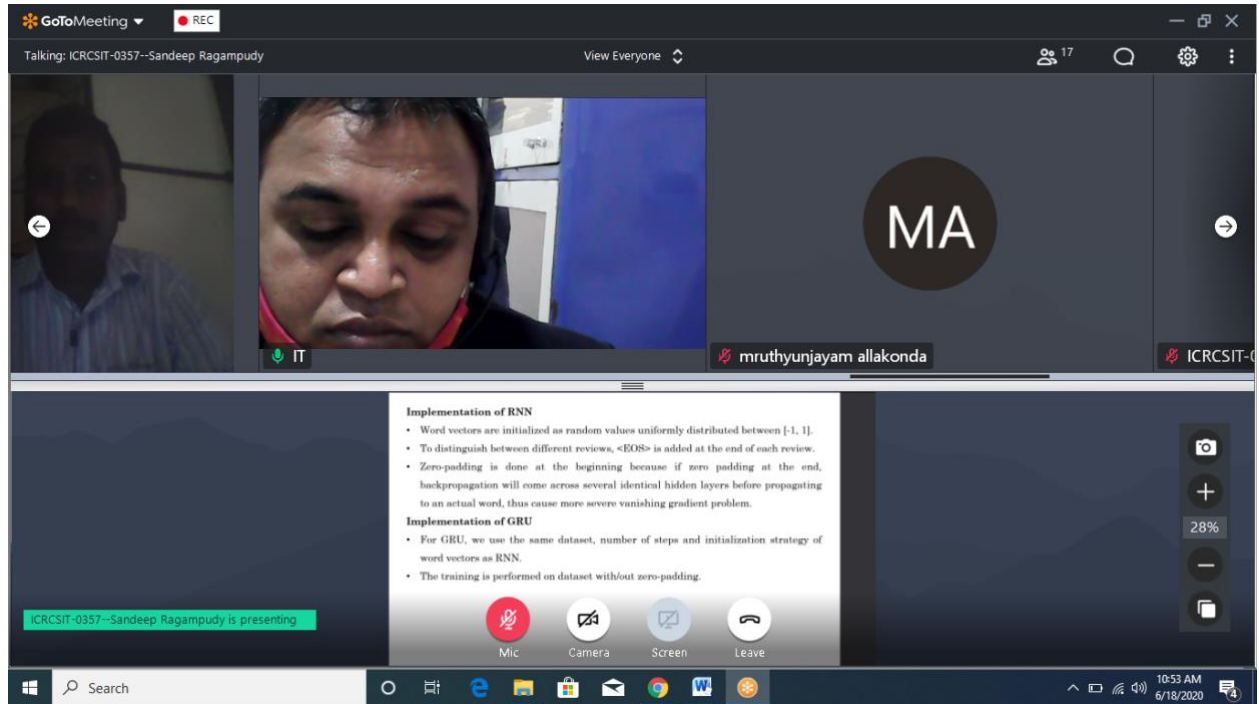 GoToMeeting
REC
Talking: ICRCSIT-0357--Sandeep Ragampudy
View Everyone
17
MA
IT
mruthyunjayam allakonda
ICRCSIT-0
Implementation of RNN
• Word vectors are initialized as random values uniformly distributed between [-1, 1].
• To distinguish between different reviews, <EOS> is added at the end of each review.
• Zero-padding is done at the beginning because if zero padding at the end,
backpropagation will come across several identical hidden layers before propagating
to an actual word, thus cause more severe vanishing gradient problem.
Implementation of GRU
• For GRU, we use the same dataset, number of steps and initialization strategy of
word vectors as RNN.
• The training is performed on dataset with/out zero-padding.
28%
ICRCSIT-0357--Sandeep Ragampudy is presenting
Mic
Camera
Screen
Leave
Search
10:53 AM
6/18/2020
4